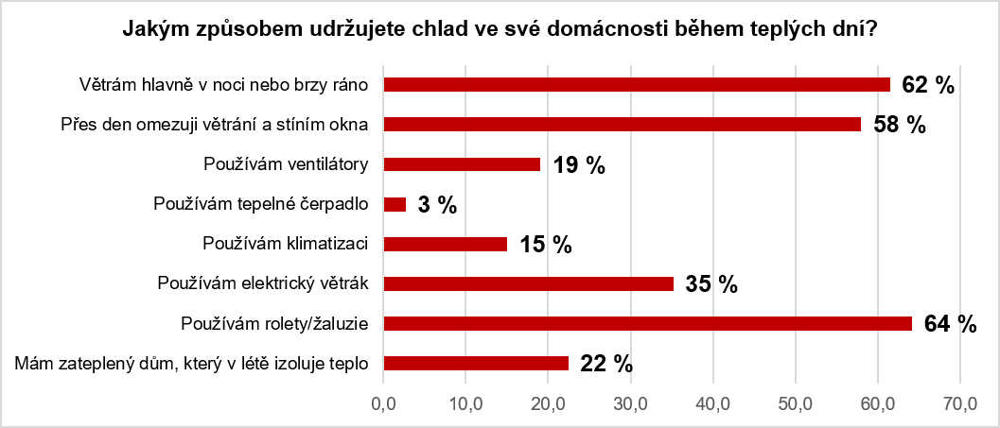 Jakým způsobem udržujete chlad ve své domácnosti během teplých dní?
Větrám hlavně v noci nebo brzy ráno 62 %
Přes den omezuji větrání a stíním okna 58 %
Používám ventilátory 19 %
Používám tepelné čerpadlo 3 %
Používám klimatizaci 15 %
Používám elektrický větrák 35 %
Používám rolety/žaluzie 64 %
Mám zateplený dům, který v létě izoluje teplo 22 %
0,0 10,0 20,0 30,0 40,0 50,0 60,0 70,0